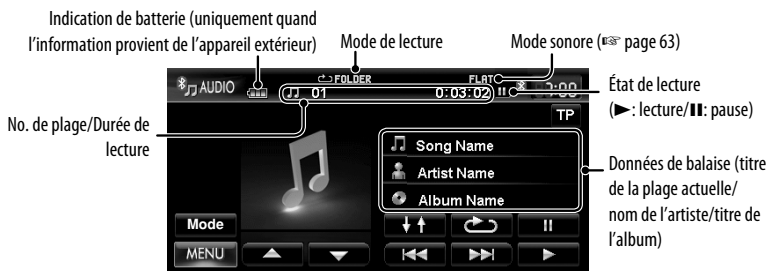 Indication de batterie (uniquement quand
l'information provient de l'appareil extérieur)
Mode de lecture
Mode sonore (☞ page 63)
AUDIO
FOLDER
FLAT
01
0:03:02
État de lecture
(►: lecture/II: pause)
TP
No. de plage/Durée de
lecture
Song Name
Artist Name
Album Name
Données de balaise (titre
de la plage actuelle/
nom de l'artiste/titre de
l'album)
Mode
MENU